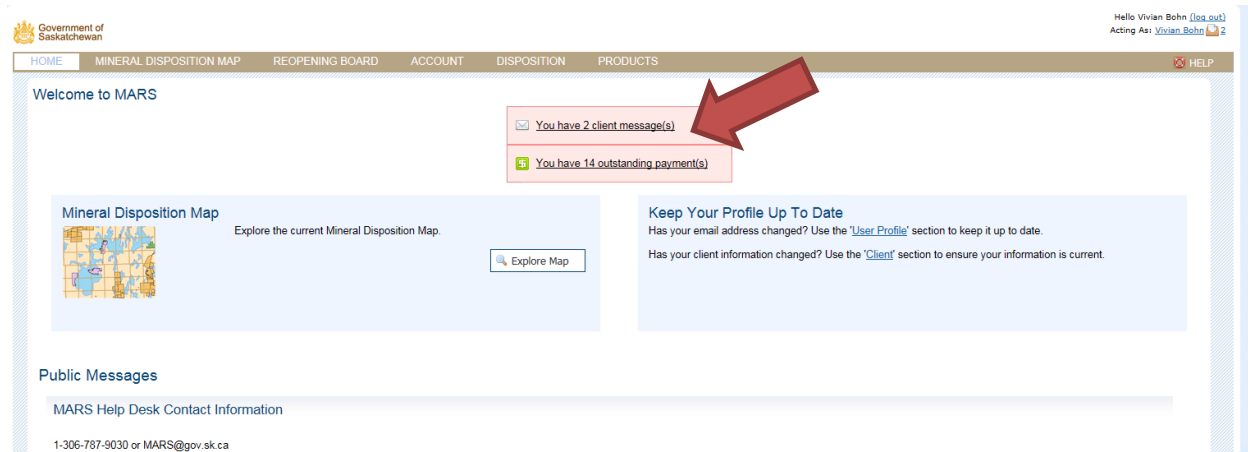 Government of
Saskatchewan
Hello Vivian Bohn (log out)
Acting As: Vivian Bohn 2
HOME MINERAL DISPOSITION MAP REOPENING BOARD ACCOUNT DISPOSITION PRODUCTS HELP
Welcome to MARS
You have 2 client message(s)
$ You have 14 outstanding payment(s)
Mineral Disposition Map
Explore the current Mineral Disposition Map.
Explore Map
Keep Your Profile Up To Date
Has your email address changed? Use the 'User Profile' section to keep it up to date.
Has your client information changed? Use the 'Client' section to ensure your information is current.
Public Messages
MARS Help Desk Contact Information
1-306-787-9030 or MARS@gov.sk.ca